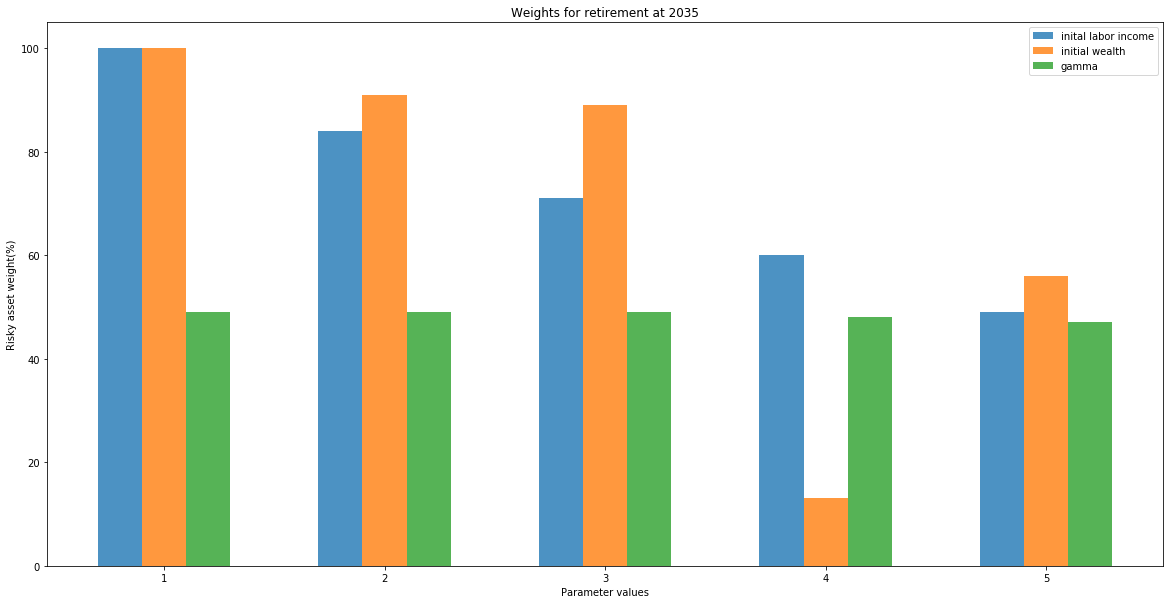 Weights for retirement at 2035
inital labor income
initial wealth
gamma
Risky asset weight(%)
100
80
60
40
20
0
1 2 3 4 5
Parameter values